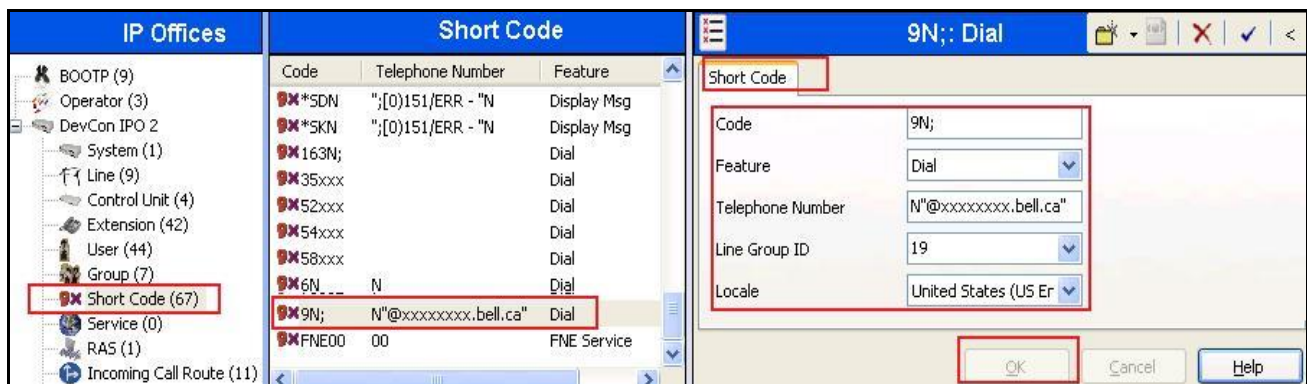 IP Offices
BOOTP (9)
Operator (3)
DevCon IPO 2
System (1)
Line (9)
Control Unit (4)
Extension (42)
User (44)
Group (7)
Short Code (67)
Service (0)
RAS (1)
Incoming Call Route (11)
Short Code
Code Telephone Number Feature
*SDN ";[0)151/ERR - "N Display Msg
*SKN ";[0)151/ERR - "N Display Msg
163N; Dial
35xxx Dial
52xxx Dial
54xxx Dial
58xxx Dial
6N N Dial
9N; N"@xxxxxxxx.bell.ca" Dial
FNE00 00 FNE Service
9N;: Dial
Short Code
Code 9N;
Feature Dial
Telephone Number N"@xxxxxxxx.bell.ca"
Line Group ID 19
Locale United States (US Er
OK Cancel Help